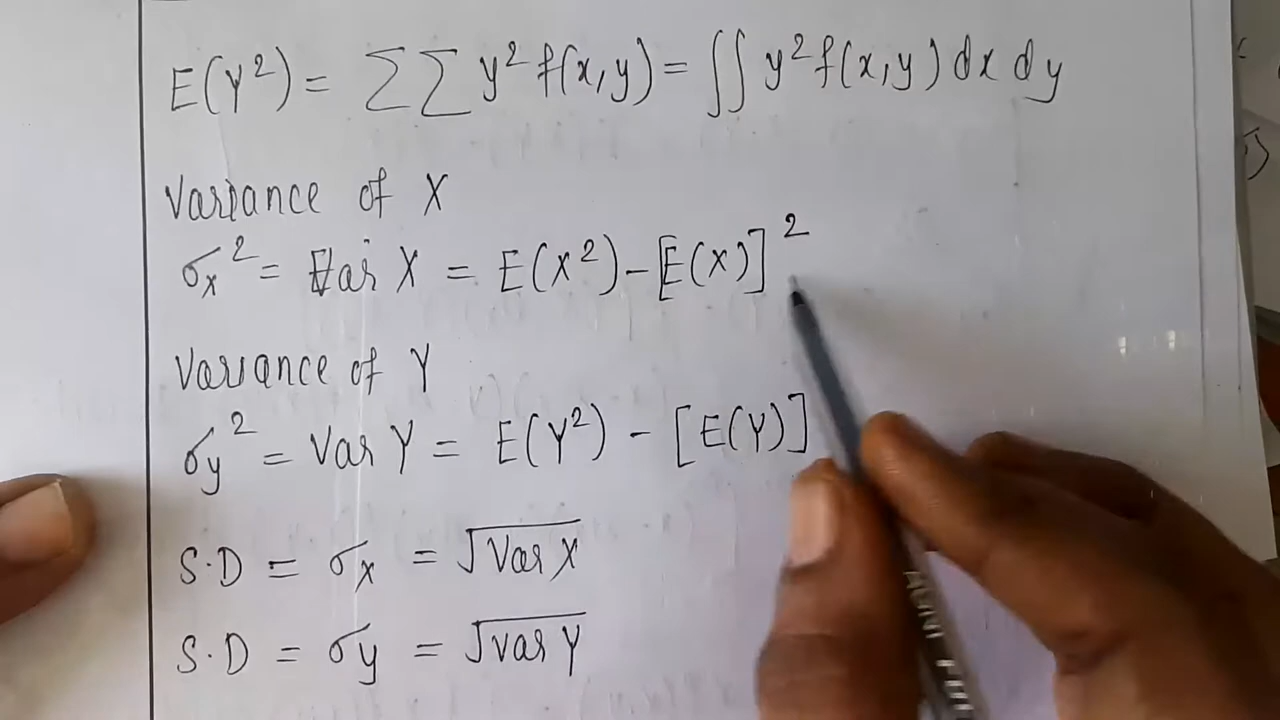 E(Y²) = ΣΣ y² f(x,y) = ∬ y² f(x,y) dx dy
Variance of X
σx² = Var X = E(X²) - [E(X)]²
Variance of Y
σy² = Var Y = E(Y²) - [E(Y)]
S.D = σx = √Var X
S.D = σy = √Var Y